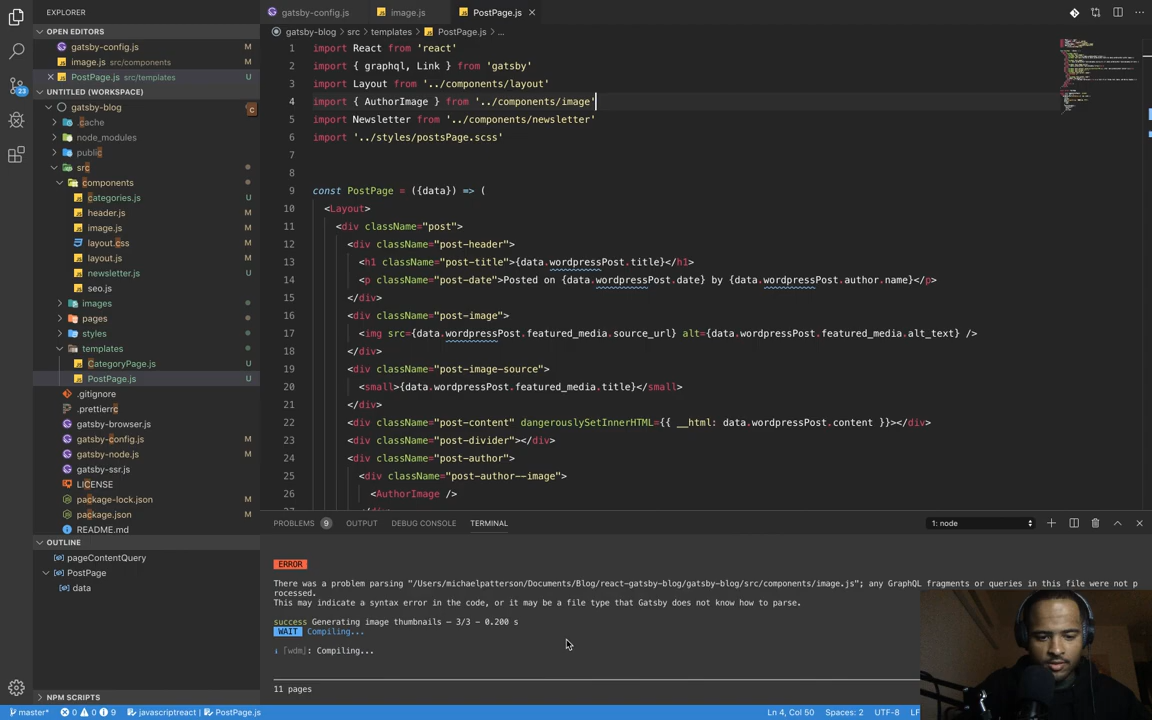 EXPLORER
gatsby-config.js
image.js
PostPage.js
OPEN EDITORS
gatsby-config.js M
image.js src/components M
PostPage.js src/templates U
UNTITLED (WORKSPACE)
gatsby-blog
.cache
node_modules
public
src
components
categories.js U
header.js M
image.js M
layout.css M
layout.js M
newsletter.js U
seo.js
images
pages
styles
templates
CategoryPage.js U
PostPage.js U
.gitignore
.prettierrc
gatsby-browser.js
gatsby-config.js M
gatsby-node.js M
gatsby-ssr.js
LICENSE
package-lock.json M
package.json M
README.md
OUTLINE
pageContentQuery
PostPage
data
NPM SCRIPTS
23
gatsby-blog › src › templates › PostPage.js › ...
1 import React from 'react'
2 import { graphql, Link } from 'gatsby'
3 import Layout from '../components/layout'
4 import { AuthorImage } from '../components/image'
5 import Newsletter from '../components/newsletter'
6 import '../styles/postsPage.scss'
7
8
9 const PostPage = ({data}) => (
10 <Layout>
11 <div className="post">
12 <div className="post-header">
13 <h1 className="post-title">{data.wordpressPost.title}</h1>
14 <p className="post-date">Posted on {data.wordpressPost.date} by {data.wordpressPost.author.name}</p>
15 </div>
16 <div className="post-image">
17 <img src={data.wordpressPost.featured_media.source_url} alt={data.wordpressPost.featured_media.alt_text} />
18 </div>
19 <div className="post-image-source">
20 <small>{data.wordpressPost.featured_media.title}</small>
21 </div>
22 <div className="post-content" dangerouslySetInnerHTML={{ __html: data.wordpressPost.content }}></div>
23 <div className="post-divider"></div>
24 <div className="post-author">
25 <div className="post-author--image">
26 <AuthorImage />
PROBLEMS 9 OUTPUT DEBUG CONSOLE TERMINAL 1: node
ERROR
There was a problem parsing "/Users/michaelpatterson/Documents/Blog/react-gatsby-blog/gatsby-blog/src/components/image.js"; any GraphQL fragments or queries in this file were not p
rocessed.
This may indicate a syntax error in the code, or it may be a file type that Gatsby does not know how to parse.
success Generating image thumbnails — 3/3 - 0.200 s
WAIT Compiling...
i ｢wdm｣: Compiling...
11 pages
master* 0 0 9 javascriptreact PostPage.js Ln 4, Col 50 Spaces: 2 UTF-8 LF